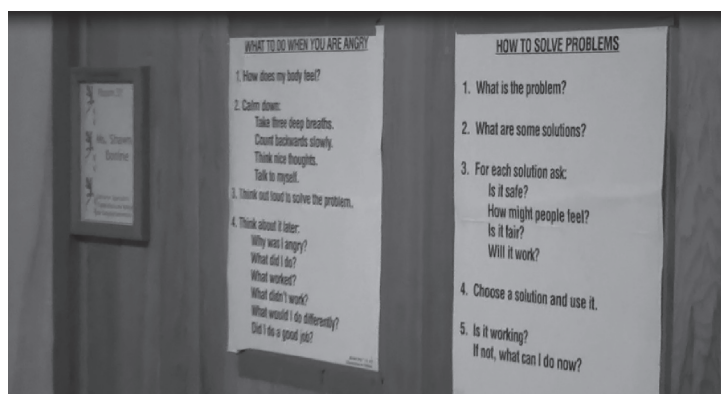 Room 27
Ms. Shawn
WHAT TO DO WHEN YOU ARE ANGRY
1. How does my body feel?
2. Calm down:
Take three deep breaths.
Count backwards slowly.
Think nice thoughts.
Talk to myself.
3. Think out loud to solve the problem.
4. Think about it later:
Why was I angry?
What did I do?
What worked?
What didn't work?
What would I do differently?
Did I do a good job?
HOW TO SOLVE PROBLEMS
1. What is the problem?
2. What are some solutions?
3. For each solution ask:
Is it safe?
How might people feel?
Is it fair?
Will it work?
4. Choose a solution and use it.
5. Is it working?
If not, what can I do now?